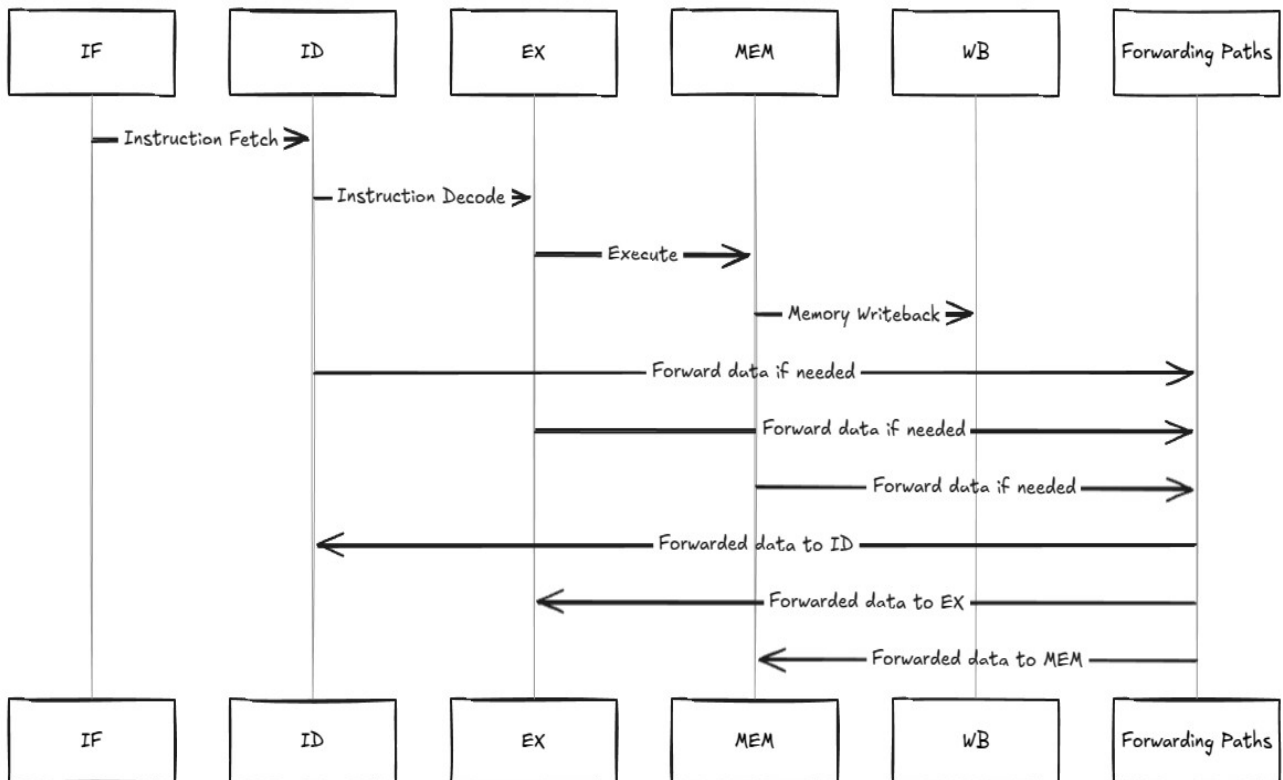 IF
ID
EX
MEM
WB
Forwarding Paths
Instruction Fetch
Instruction Decode
Execute
Memory Writeback
Forward data if needed
Forward data if needed
Forward data if needed
Forwarded data to ID
Forwarded data to EX
Forwarded data to MEM
IF
ID
EX
MEM
WB
Forwarding Paths